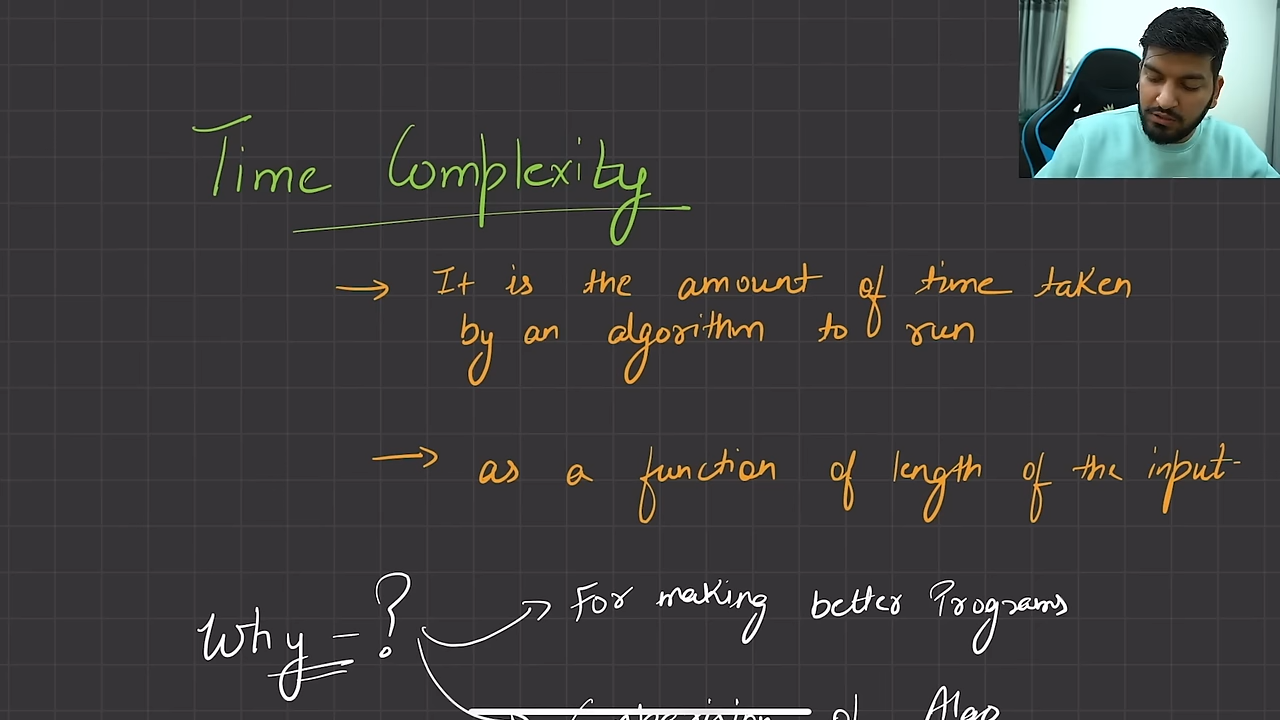 Time Complexity
→ It is the amount of time taken
by an algorithm to run
→ as a function of length of the input
Why - ?
→ For making better Programs
→ of Algo